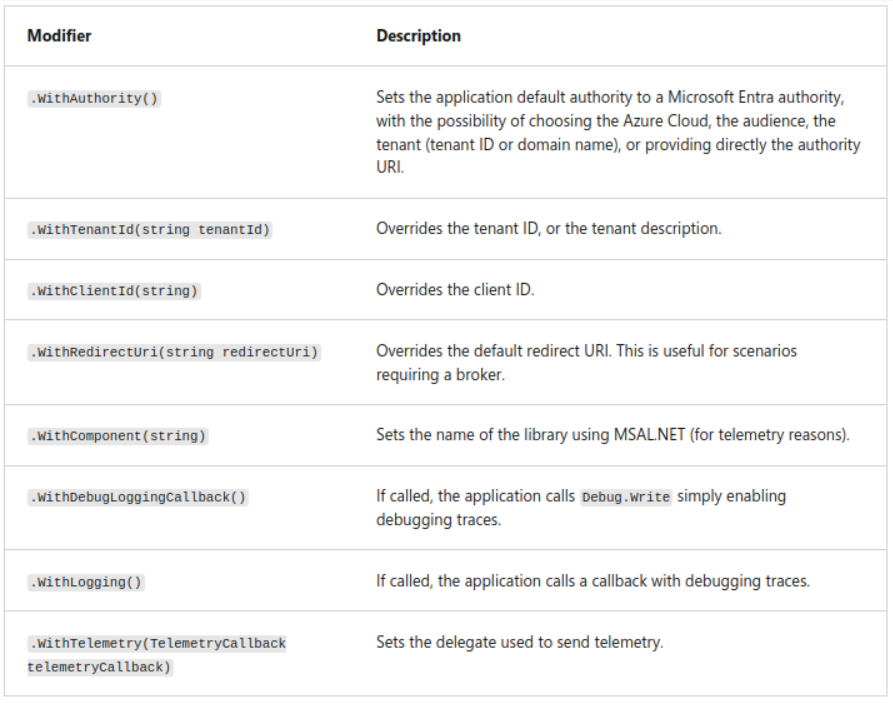 Modifier Description
.WithAuthority() Sets the application default authority to a Microsoft Entra authority,
with the possibility of choosing the Azure Cloud, the audience, the
tenant (tenant ID or domain name), or providing directly the authority
URI.
.WithTenantId(string tenantId) Overrides the tenant ID, or the tenant description.
.WithClientId(string) Overrides the client ID.
.WithRedirectUri(string redirectUri) Overrides the default redirect URI. This is useful for scenarios
requiring a broker.
.WithComponent(string) Sets the name of the library using MSAL.NET (for telemetry reasons).
.WithDebugLoggingCallback() If called, the application calls Debug.Write simply enabling
debugging traces.
.WithLogging() If called, the application calls a callback with debugging traces.
.WithTelemetry(TelemetryCallback Sets the delegate used to send telemetry.
telemetryCallback)